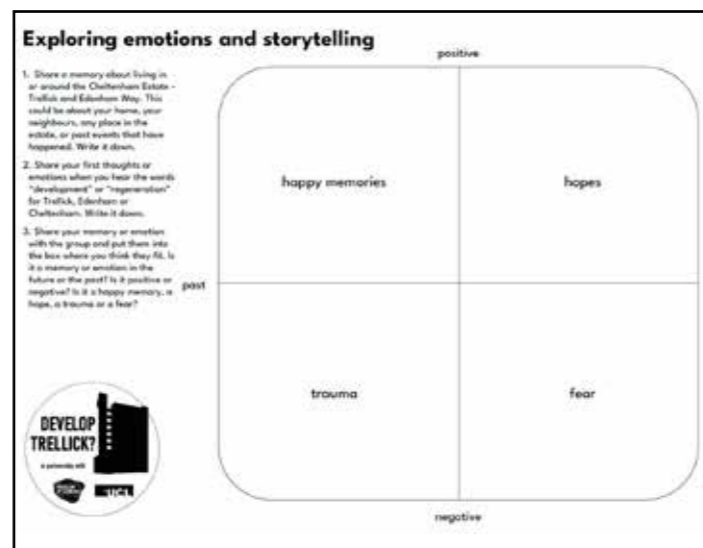 Exploring emotions and storytelling
1. Share a memory about living in
or around the Cheltenham Estate -
Trellick and Edenham Way. This
could be about your home, your
neighbours, any place in the
estate, or past events that have
happened. Write it down.
2. Share your first thoughts or
emotions when you hear the words
"development" or "regeneration"
for Trellick, Edenham or
Cheltenham. Write it down.
3. Share your memory or emotion
with the group and put them into
the box where you think they fit. Is
it a memory or emotion in the
future or the past? Is it positive or
negative? Is it a happy memory, a
hope, a trauma or a fear?
positive
happy memories
hopes
past
trauma
fear
negative
DEVELOP
TRELLICK?
in partnership with
UCL